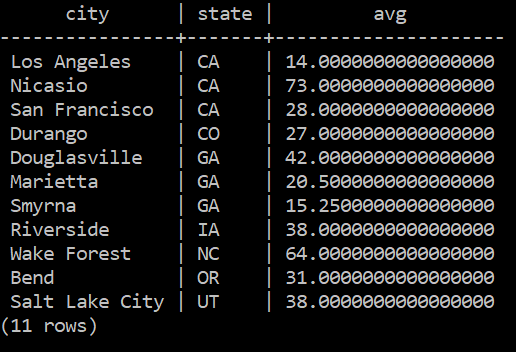 city | state | avg
-----------------+-------+---------------------
Los Angeles | CA | 14.0000000000000000
Nicasio | CA | 73.0000000000000000
San Francisco | CA | 28.0000000000000000
Durango | CO | 27.0000000000000000
Douglasville | GA | 42.0000000000000000
Marietta | GA | 20.5000000000000000
Smyrna | GA | 15.2500000000000000
Riverside | IA | 38.0000000000000000
Wake Forest | NC | 64.0000000000000000
Bend | OR | 31.0000000000000000
Salt Lake City | UT | 38.0000000000000000
(11 rows)